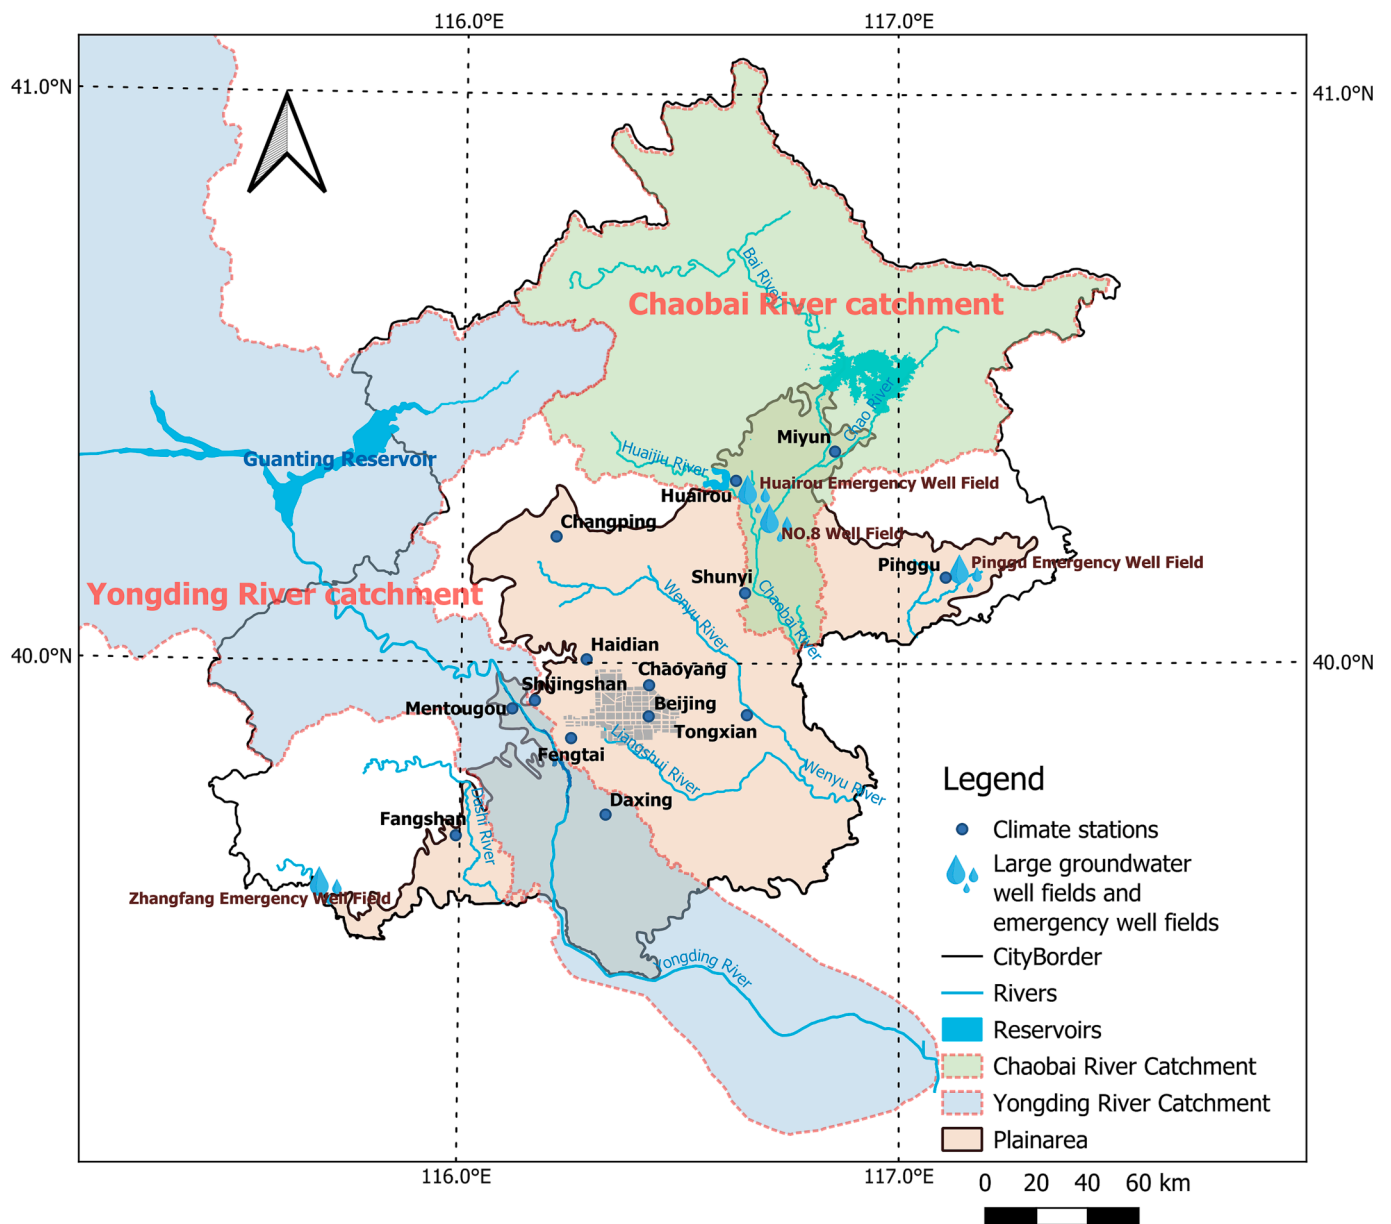 116.0°E
117.0°E
41.0°N
41.0°N
Bai River
Chaobai River catchment
Chao River
Miyun
Huaijiu River
Guanting Reservoir
Huairou Emergency Well Field
Huairou
Changping
NO.8 Well Field
Pinggu Emergency Well Field
Pinggu
Shunyi
Yongding River catchment
Wenyu River
Chaobai River
Haidian
40.0°N
40.0°N
Chaoyang
Shijingshan
Mentougou
Beijing
Tongxian
Fengtai
Liangshui River
Wenyu River
Daxing
Dashi River
Fangshan
Zhangfang Emergency Well Field
Yongding River
Legend
Climate stations
Large groundwater
well fields and
emergency well fields
CityBorder
Rivers
Reservoirs
Chaobai River Catchment
Yongding River Catchment
Plainarea
116.0°E
117.0°E
0 20 40 60 km